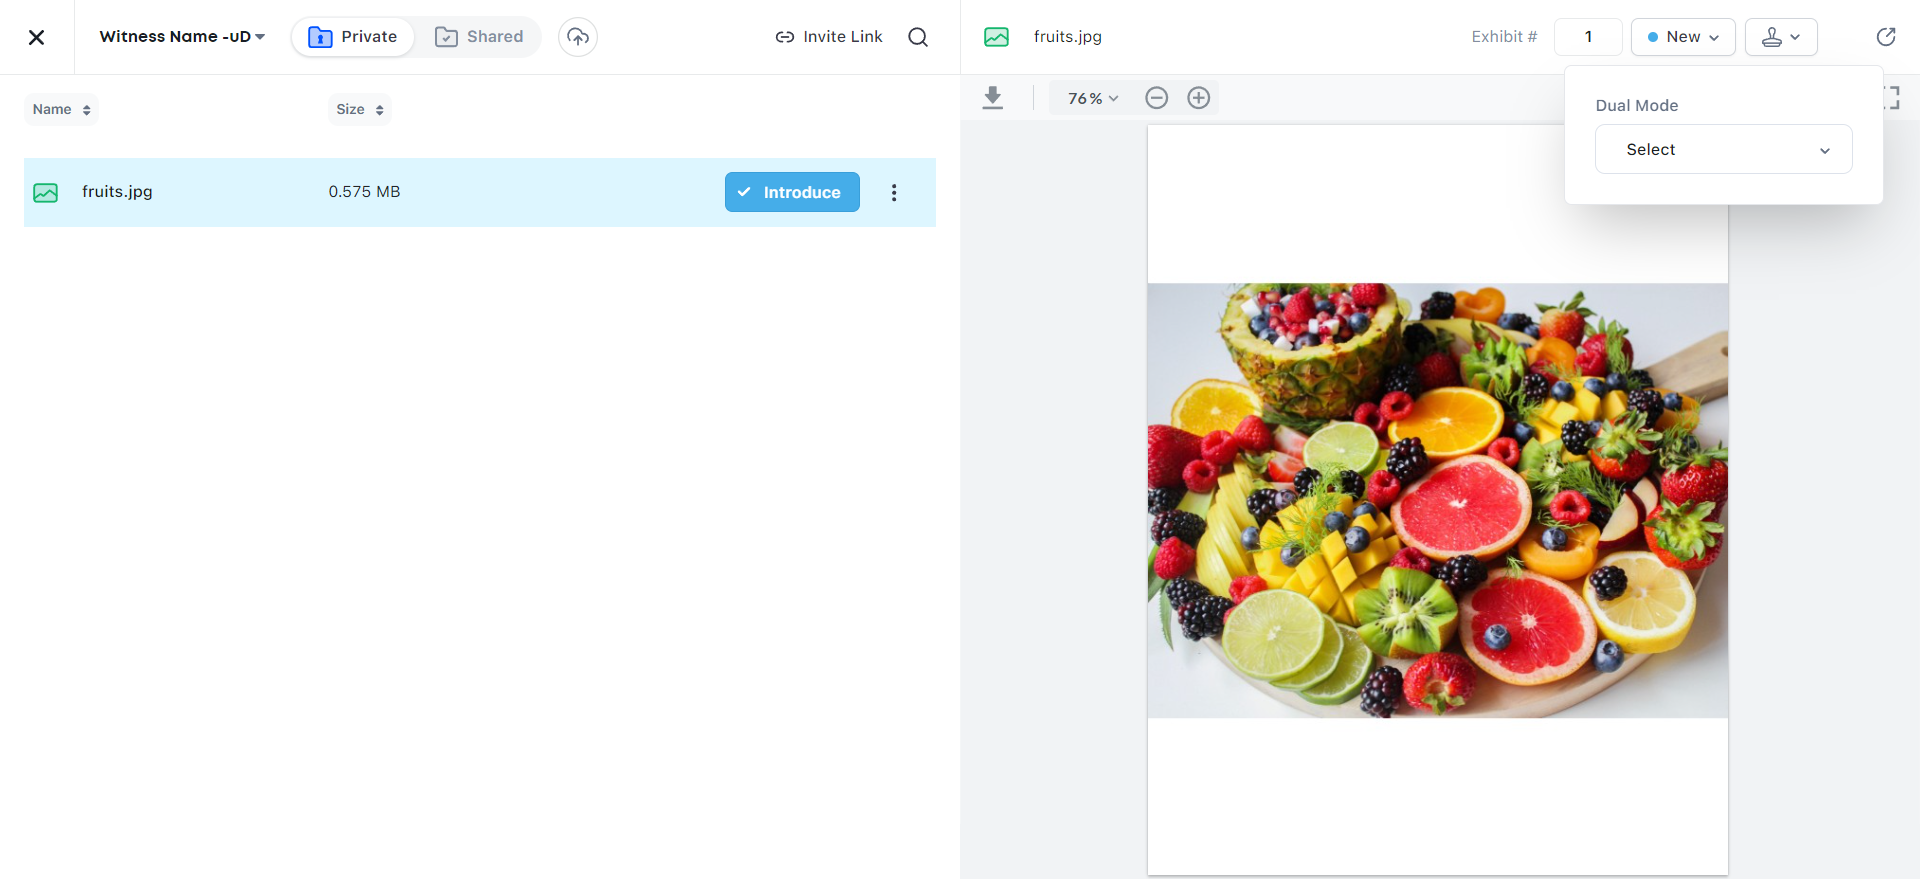 Witness Name -uD
Private
Shared
Invite Link
fruits.jpg
Exhibit #
1
New
Name
Size
76%
Dual Mode
Select
fruits.jpg
0.575 MB
Introduce